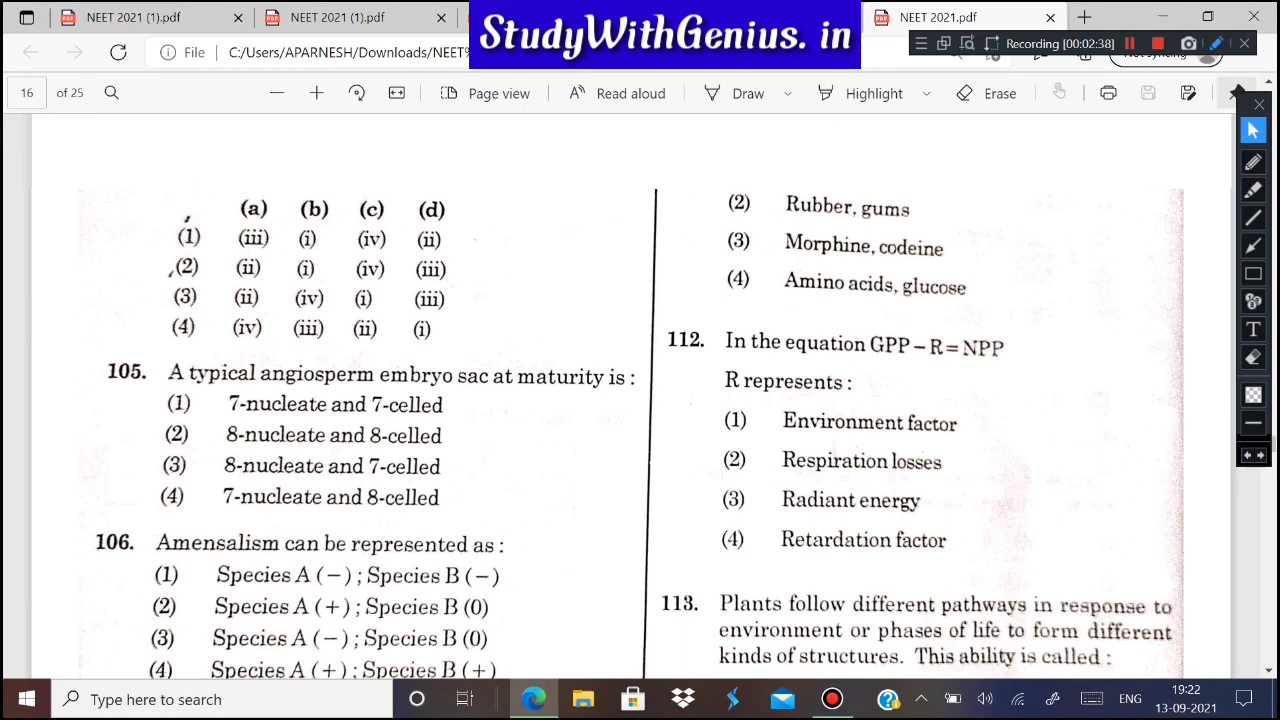 NEET 2021 (1).pdf
NEET 2021 (1).pdf
StudyWithGenius. in
NEET 2021.pdf
File
C:/Users/APARNESH/Downloads/NEET%
Recording [00:02:38]
16 of 25
Page view
Read aloud
Draw
Highlight
Erase
(a) (b) (c) (d)
(1) (iii) (i) (iv) (ii)
(2) (ii) (i) (iv) (iii)
(3) (ii) (iv) (i) (iii)
(4) (iv) (iii) (ii) (i)
105. A typical angiosperm embryo sac at maturity is :
(1) 7-nucleate and 7-celled
(2) 8-nucleate and 8-celled
(3) 8-nucleate and 7-celled
(4) 7-nucleate and 8-celled
106. Amensalism can be represented as :
(1) Species A (−) ; Species B (−)
(2) Species A (+) ; Species B (0)
(3) Species A (−) ; Species B (0)
(4) Species A (+) ; Species B (+)
(2) Rubber, gums
(3) Morphine, codeine
(4) Amino acids, glucose
112. In the equation GPP − R = NPP
R represents :
(1) Environment factor
(2) Respiration losses
(3) Radiant energy
(4) Retardation factor
113. Plants follow different pathways in response to
environment or phases of life to form different
kinds of structures. This ability is called :
Type here to search
ENG
19:22
13-09-2021